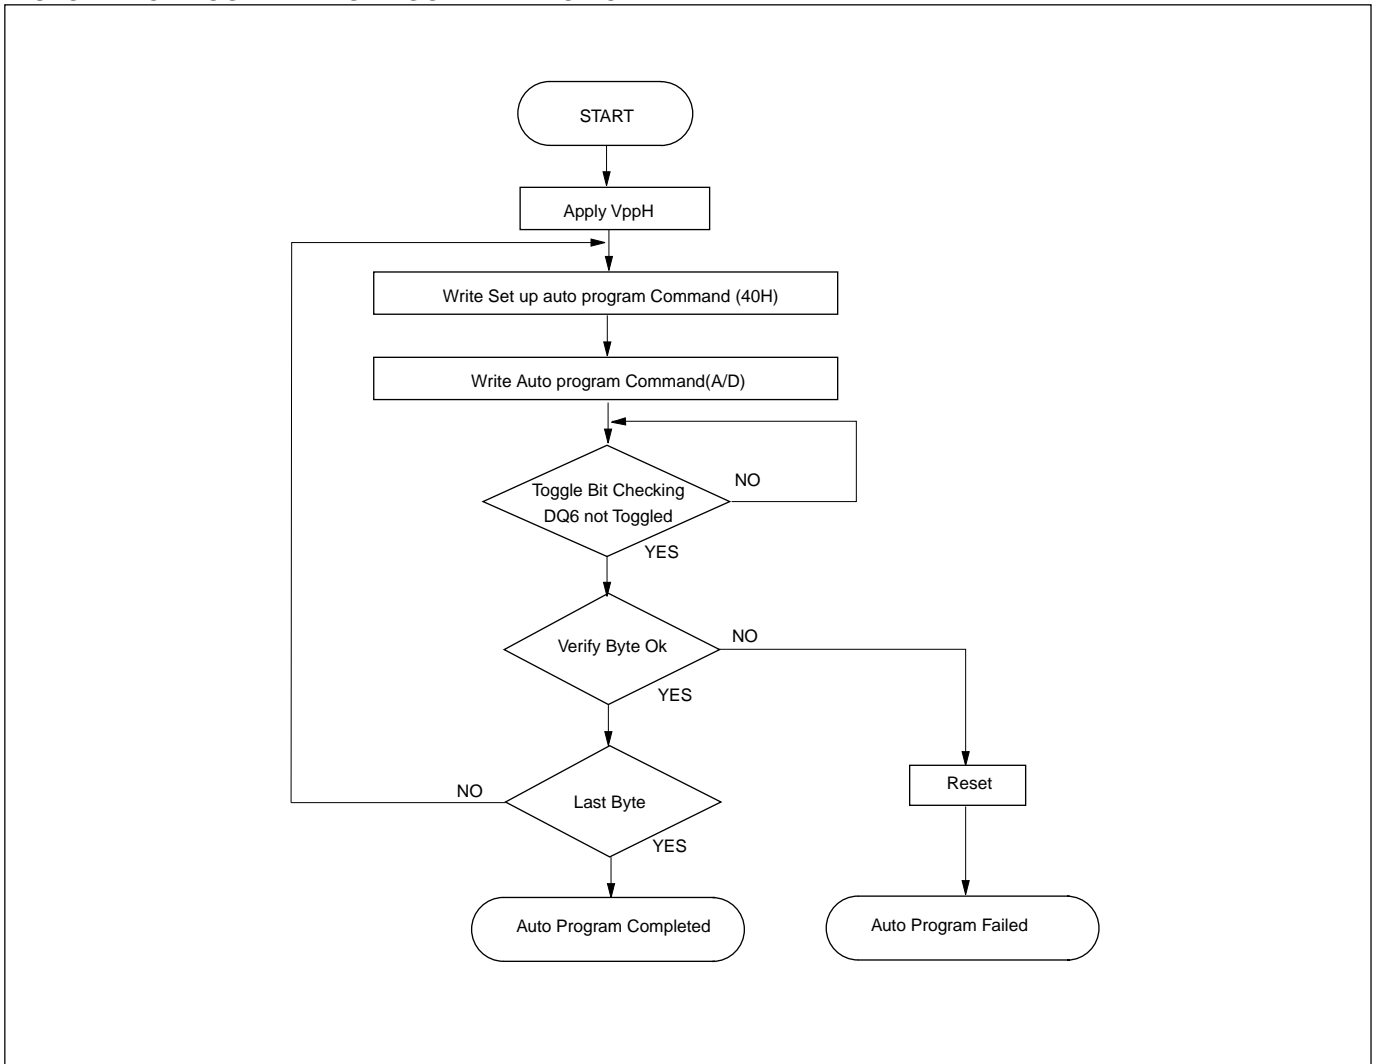 START
Apply VppH
Write Set up auto program Command (40H)
Write Auto program Command(A/D)
Toggle Bit Checking
DQ6 not Toggled
NO
YES
Verify Byte Ok
NO
YES
Last Byte
NO
YES
Reset
Auto Program Completed
Auto Program Failed